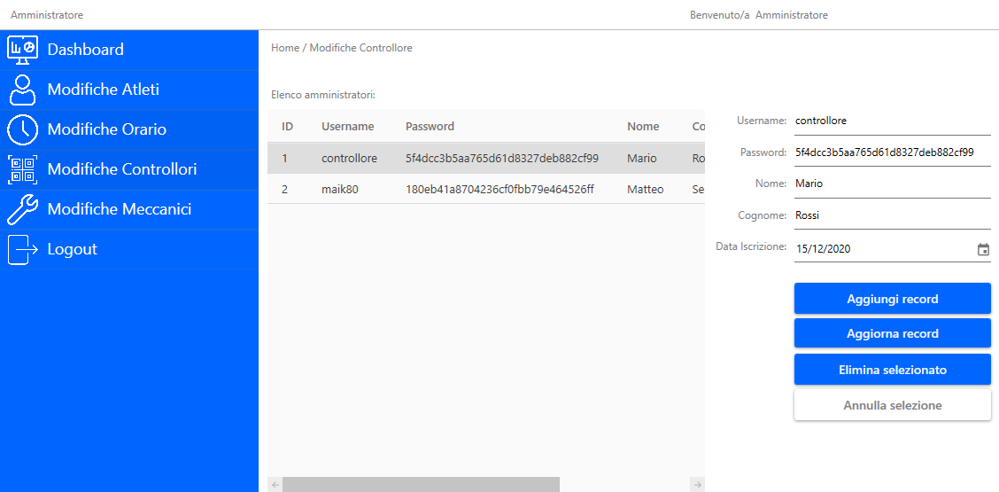 Amministratore
Benvenuto/a Amministratore
Dashboard
Modifiche Atleti
Modifiche Orario
Modifiche Controllori
Modifiche Meccanici
Logout
Home / Modifiche Controllore
Elenco amministratori:
ID Username Password Nome Co
1 controllore 5f4dcc3b5aa765d61d8327deb882cf99 Mario Ro
2 maik80 180eb41a8704236cf0fbb79e464526ff Matteo Se
Username: controllore
Password: 5f4dcc3b5aa765d61d8327deb882cf99
Nome: Mario
Cognome: Rossi
Data Iscrizione: 15/12/2020
Aggiungi record
Aggiorna record
Elimina selezionato
Annulla selezione